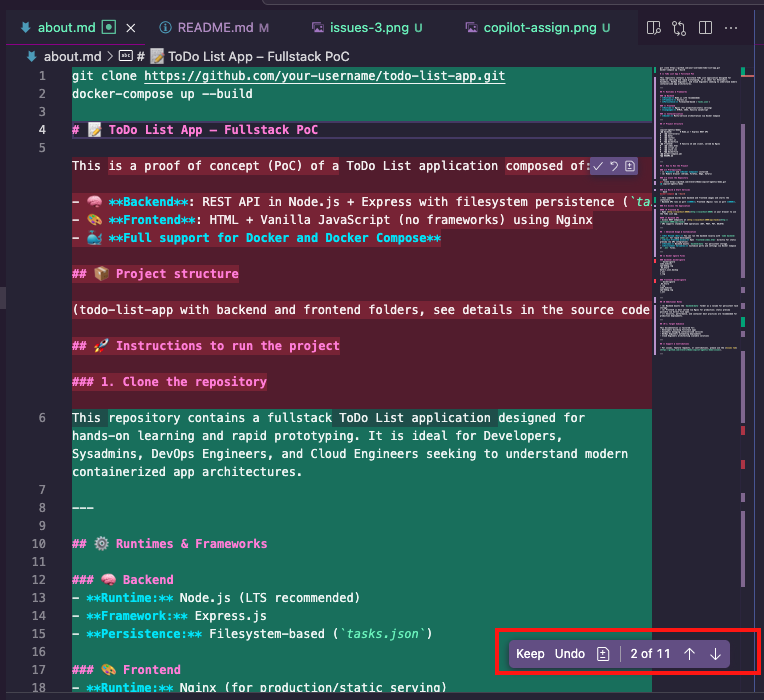 about.md
README.md M
issues-3.png U
copilot-assign.png U
about.md > abc # 📝 ToDo List App – Fullstack PoC
1 git clone https://github.com/your-username/todo-list-app.git
2 docker-compose up --build
3
4 # 📝 ToDo List App – Fullstack PoC
5
This is a proof of concept (PoC) of a ToDo List application composed of:
- 🧠 **Backend**: REST API in Node.js + Express with filesystem persistence (`tas
- 🎨 **Frontend**: HTML + Vanilla JavaScript (no frameworks) using Nginx
- 🐳 **Full support for Docker and Docker Compose**
## 📦 Project structure
(todo-list-app with backend and frontend folders, see details in the source code
## 🚀 Instructions to run the project
### 1. Clone the repository
6 This repository contains a fullstack ToDo List application designed for
hands-on learning and rapid prototyping. It is ideal for Developers,
Sysadmins, DevOps Engineers, and Cloud Engineers seeking to understand modern
containerized app architectures.
7
8 ---
9
10 ## ⚙️ Runtimes & Frameworks
11
12 ### 🧠 Backend
13 - **Runtime:** Node.js (LTS recommended)
14 - **Framework:** Express.js
15 - **Persistence:** Filesystem-based (`tasks.json`)
16
17 ### 🎨 Frontend
18 - **Runtime:** Nginx (for production/static serving)
Keep Undo 2 of 11